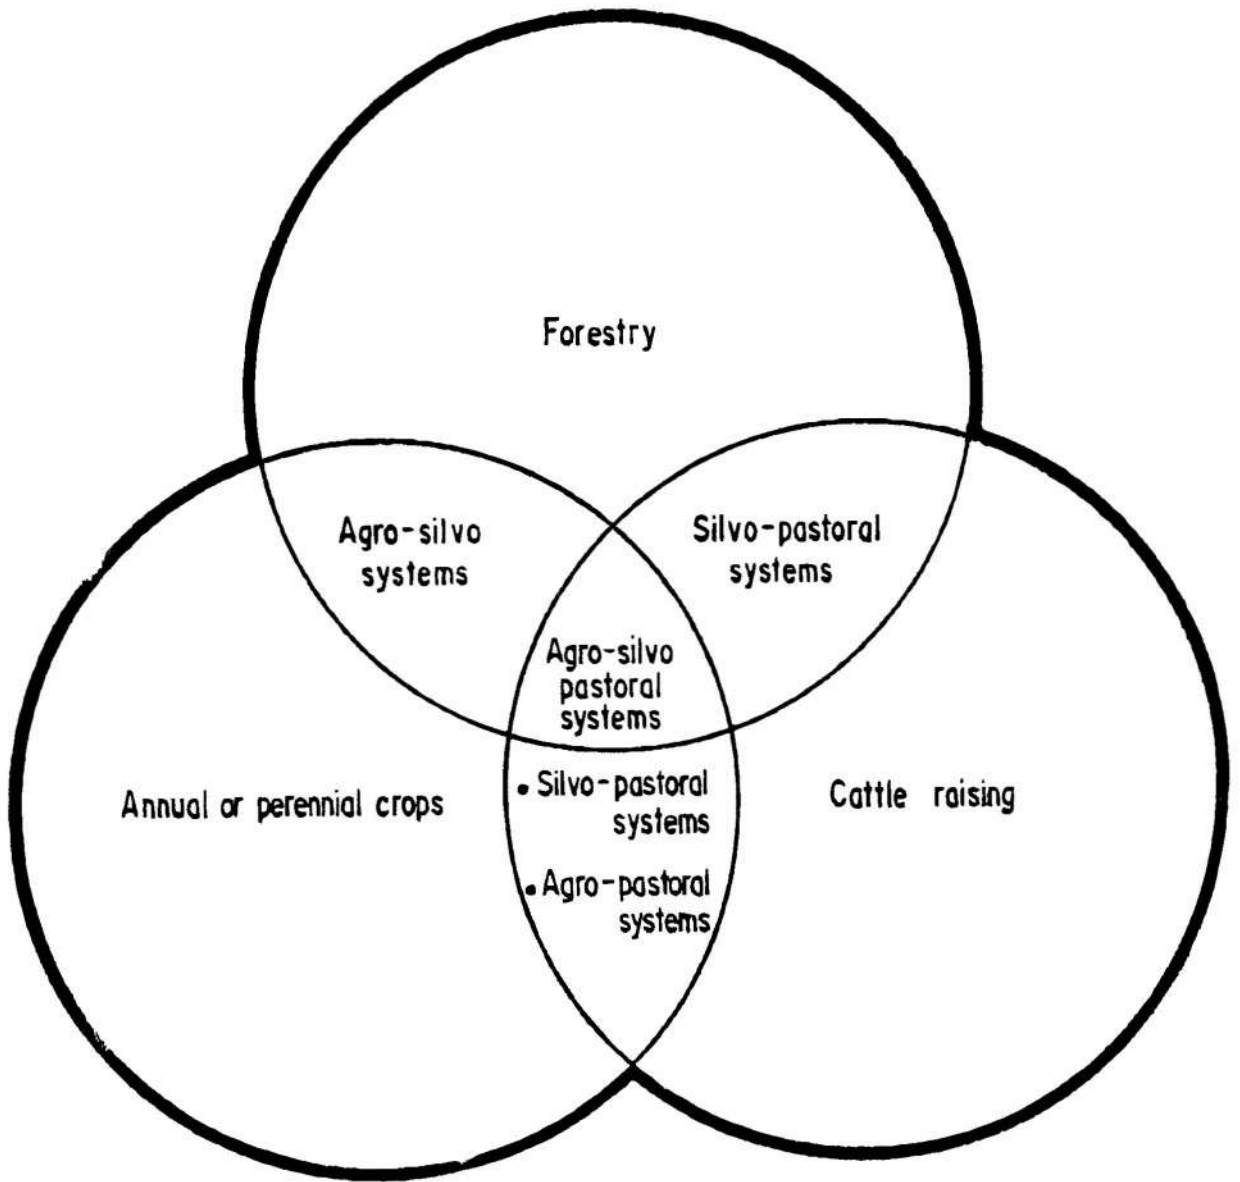 Forestry
Agro-silvo
systems
Silvo-pastoral
systems
Agro-silvo
pastoral
systems
Annual or perennial crops
• Silvo-pastoral
systems
• Agro-pastoral
systems
Cattle raising